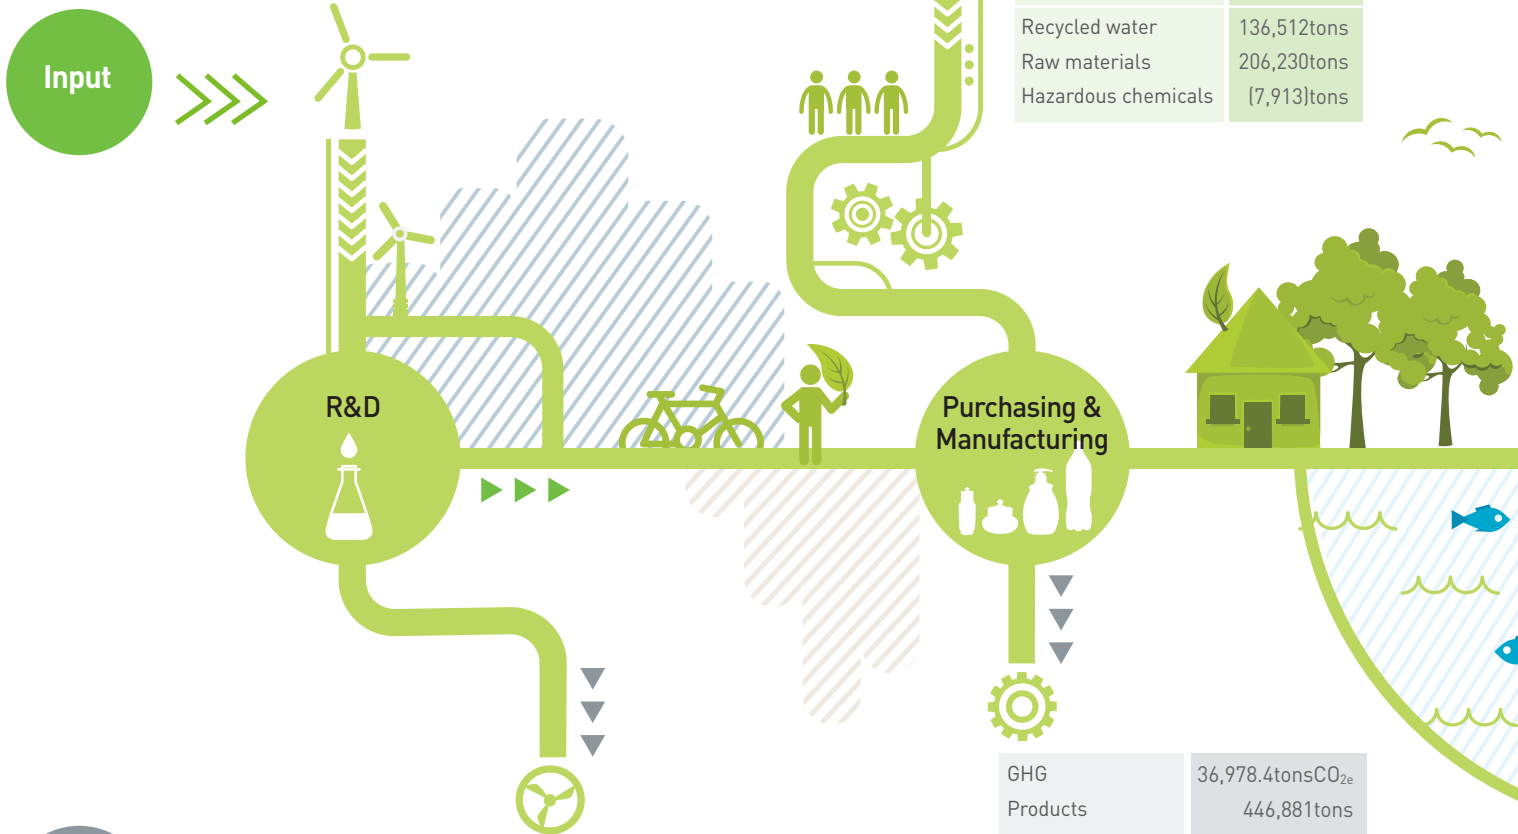 Input
Recycled water 136,512tons
Raw materials 206,230tons
Hazardous chemicals (7,913)tons
R&D
Purchasing &
Manufacturing
GHG 36,978.4tonsCO₂e
Products 446,881tons